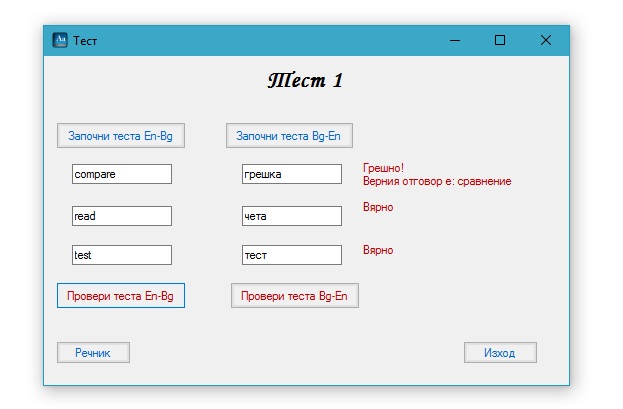 Тест
Тест 1
Започни теста En-Bg
Започни теста Bg-En
compare
грешка
Грешно!
Верния отговор е: сравнение
read
чета
Вярно
test
тест
Вярно
Провери теста En-Bg
Провери теста Bg-En
Речник
Изход